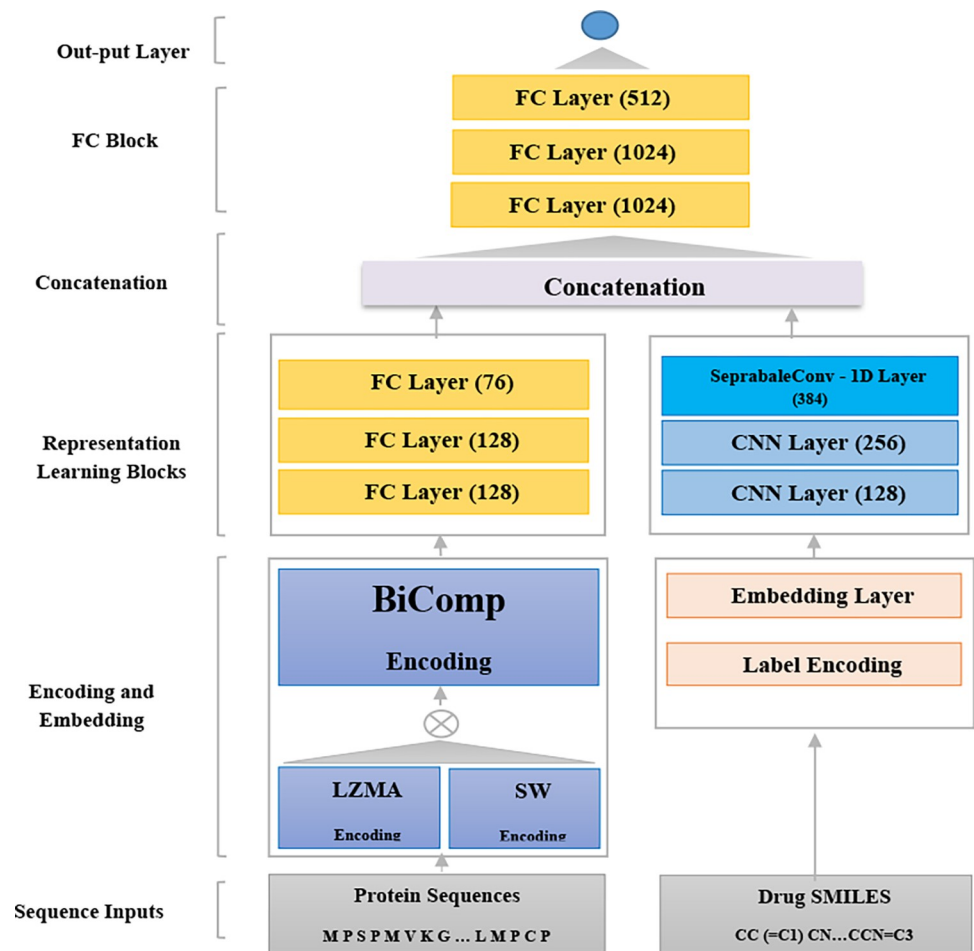 Out-put Layer
FC Block
FC Layer (512)
FC Layer (1024)
FC Layer (1024)
Concatenation
Concatenation
Representation
Learning Blocks
FC Layer (76)
FC Layer (128)
FC Layer (128)
SeprabaleConv - 1D Layer
(384)
CNN Layer (256)
CNN Layer (128)
Encoding and
Embedding
BiComp
Encoding
LZMA
Encoding
SW
Encoding
Embedding Layer
Label Encoding
Sequence Inputs
Protein Sequences
M P S P M V K G ... L M P C P
Drug SMILES
CC (=C1) CN...CCN=C3